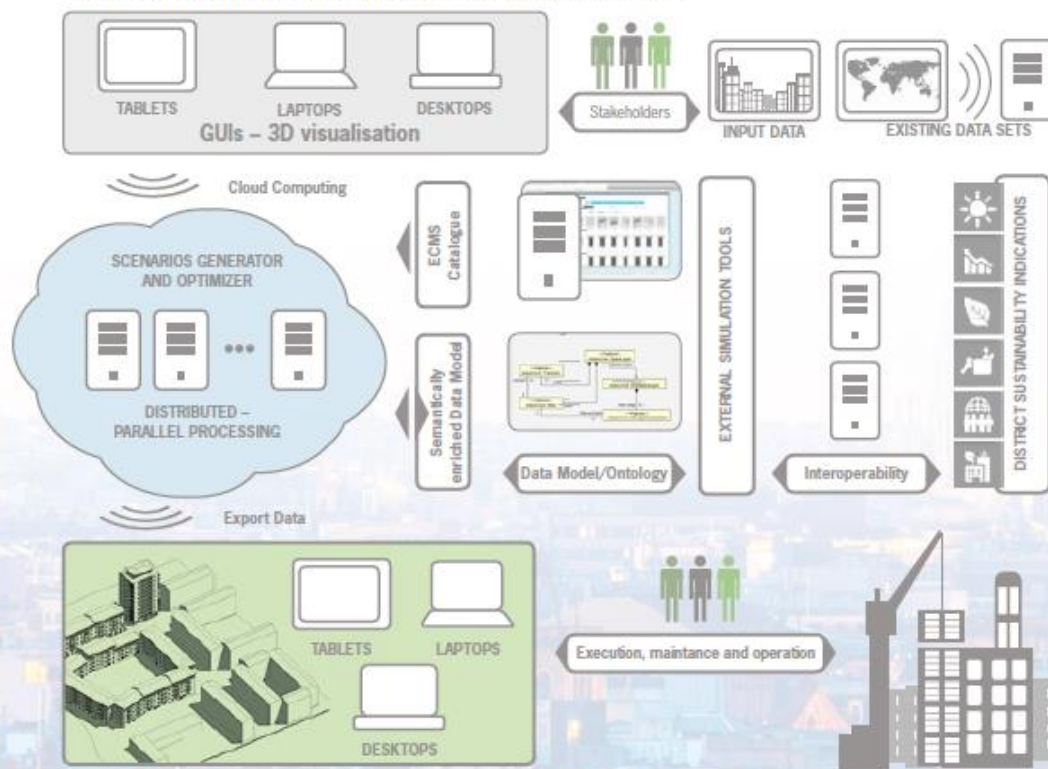 TABLETS
LAPTOPS
DESKTOPS
GUIs – 3D visualisation
Stakeholders
INPUT DATA
EXISTING DATA SETS
Cloud Computing
SCENARIOS GENERATOR
AND OPTIMIZER
DISTRIBUTED –
PARALLEL PROCESSING
ECMS
Catalogue
Semantically
enriched Data Model
Data Model/Ontology
EXTERNAL SIMULATION TOOLS
Interoperability
DISTRICT SUSTAINABILITY INDICATIONS
Export Data
TABLETS
LAPTOPS
DESKTOPS
Execution, maintance and operation